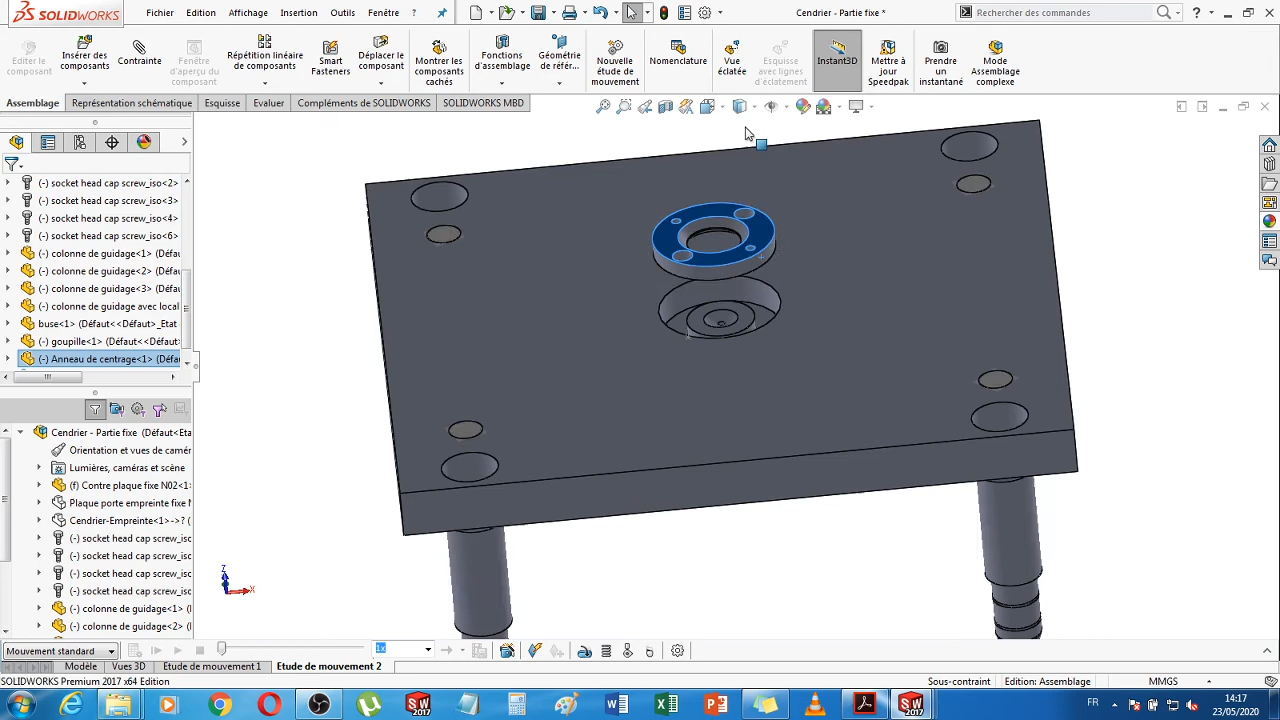 SOLIDWORKS
Fichier Edition Affichage Insertion Outils Fenêtre ?
Cendrier - Partie fixe *
Rechercher des commandes
Editer le composant
Insérer des composants
Contrainte
Fenêtre d'aperçu du composant
Répétition linéaire de composants
Smart Fasteners
Déplacer le composant
Montrer les composants cachés
Fonctions d'assemblage
Géométrie de référ...
Nouvelle étude de mouvement
Nomenclature
Vue éclatée
Esquisse avec lignes d'éclatement
Instant3D
Mettre à jour Speedpak
Prendre un instantané
Mode Assemblage complexe
Assemblage Représentation schématique Esquisse Evaluer Compléments de SOLIDWORKS SOLIDWORKS MBD
(-) socket head cap screw_iso<2>
(-) socket head cap screw_iso<3>
(-) socket head cap screw_iso<4>
(-) socket head cap screw_iso<6>
(-) colonne de guidage<1> (Défau
(-) colonne de guidage<2> (Défau
(-) colonne de guidage<3> (Défau
(-) colonne de guidage avec local
buse<1> (Défaut<<Défaut>_Etat
(-) goupille<1> (Défaut<<Défaut>
(-) Anneau de centrage<1> (Défau
Cendrier - Partie fixe (Défaut<Eta
Orientation et vues de camér
Lumières, caméras et scène
(f) Contre plaque fixe N02<1>
Plaque porte empreinte fixe N
Cendrier-Empreinte<1>->? (
(-) socket head cap screw_isc
(-) socket head cap screw_isc
(-) socket head cap screw_isc
(-) socket head cap screw_isc
(-) colonne de guidage<1> (I
(-) colonne de guidage<2> (I
Z
X
Mouvement standard
1x
Modèle Vues 3D Etude de mouvement 1 Etude de mouvement 2
SOLIDWORKS Premium 2017 x64 Edition
Sous-contraint
Edition: Assemblage
MMGS
FR
14:17
23/05/2020